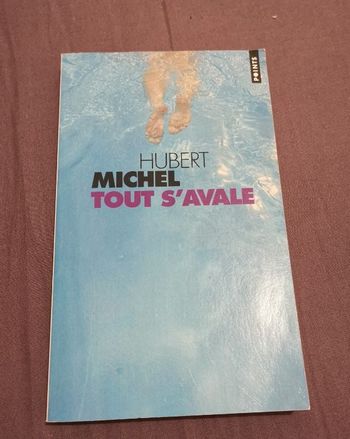 POINTS
HUBERT
MICHEL
TOUT S'AVALE